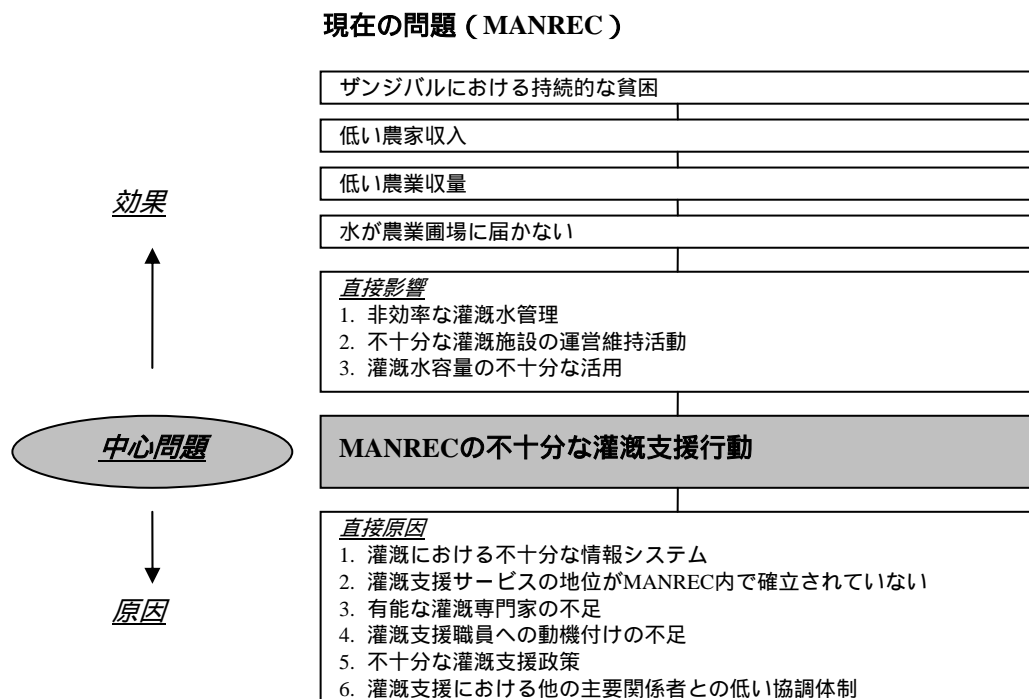 現在の問題（MANREC）
ザンジバルにおける持続的な貧困
低い農家収入
低い農業収量
水が農業圃場に届かない
効果
直接影響
1. 非効率な灌漑水管理
2. 不十分な灌漑施設の運営維持活動
3. 灌漑水容量の不十分な活用
中心問題
MANRECの不十分な灌漑支援行動
直接原因
1. 灌漑における不十分な情報システム
2. 灌漑支援サービスの地位がMANREC内で確立されていない
3. 有能な灌漑専門家の不足
4. 灌漑支援職員への動機付けの不足
5. 不十分な灌漑支援政策
6. 灌漑支援における他の主要関係者との低い協調体制
原因